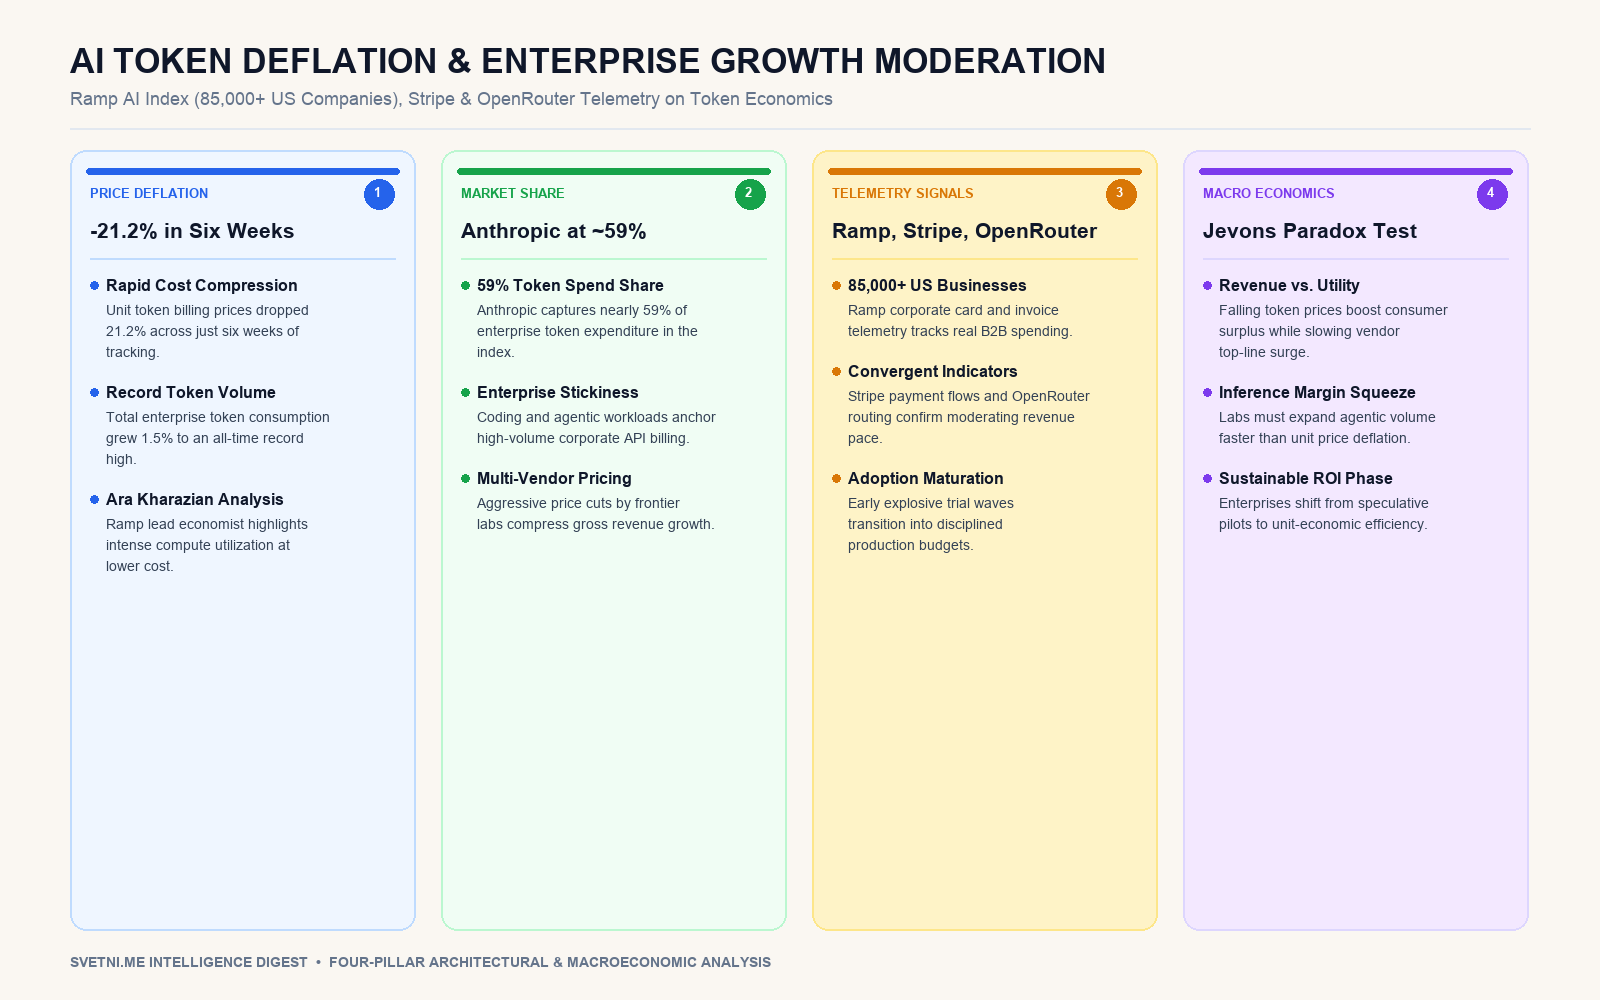 AI TOKEN DEFLATION & ENTERPRISE GROWTH MODERATION
Ramp AI Index (85,000+ US Companies), Stripe & OpenRouter Telemetry on Token Economics
PRICE DEFLATION
1
-21.2% in Six Weeks
Rapid Cost Compression
Unit token billing prices dropped
21.2% across just six weeks of
tracking.
Record Token Volume
Total enterprise token consumption
grew 1.5% to an all-time record
high.
Ara Kharazian Analysis
Ramp lead economist highlights
intense compute utilization at
lower cost.
MARKET SHARE
2
Anthropic at ~59%
59% Token Spend Share
Anthropic captures nearly 59% of
enterprise token expenditure in the
index.
Enterprise Stickiness
Coding and agentic workloads anchor
high-volume corporate API billing.
Multi-Vendor Pricing
Aggressive price cuts by frontier
labs compress gross revenue growth.
TELEMETRY SIGNALS
3
Ramp, Stripe, OpenRouter
85,000+ US Businesses
Ramp corporate card and invoice
telemetry tracks real B2B spending.
Convergent Indicators
Stripe payment flows and OpenRouter
routing confirm moderating revenue
pace.
Adoption Maturation
Early explosive trial waves
transition into disciplined
production budgets.
MACRO ECONOMICS
4
Jevons Paradox Test
Revenue vs. Utility
Falling token prices boost consumer
surplus while slowing vendor
top-line surge.
Inference Margin Squeeze
Labs must expand agentic volume
faster than unit price deflation.
Sustainable ROI Phase
Enterprises shift from speculative
pilots to unit-economic efficiency.
SVETNI.ME INTELLIGENCE DIGEST • FOUR-PILLAR ARCHITECTURAL & MACROECONOMIC ANALYSIS